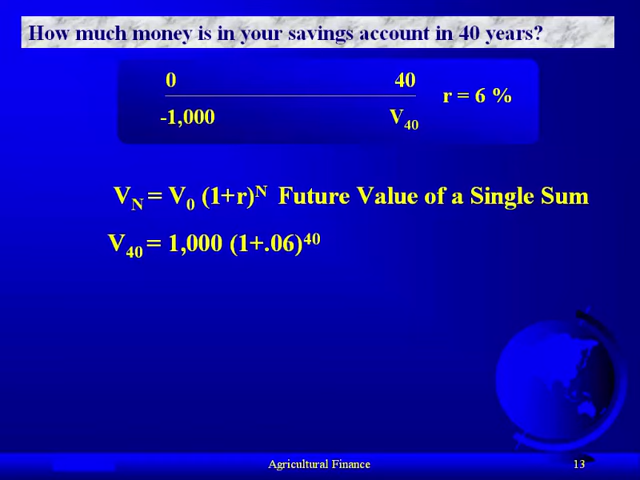 How much money is in your savings account in 40 years?
0 40
r = 6 %
-1,000 V40
VN = V0 (1+r)N Future Value of a Single Sum
V40 = 1,000 (1+.06)40
Agricultural Finance 13